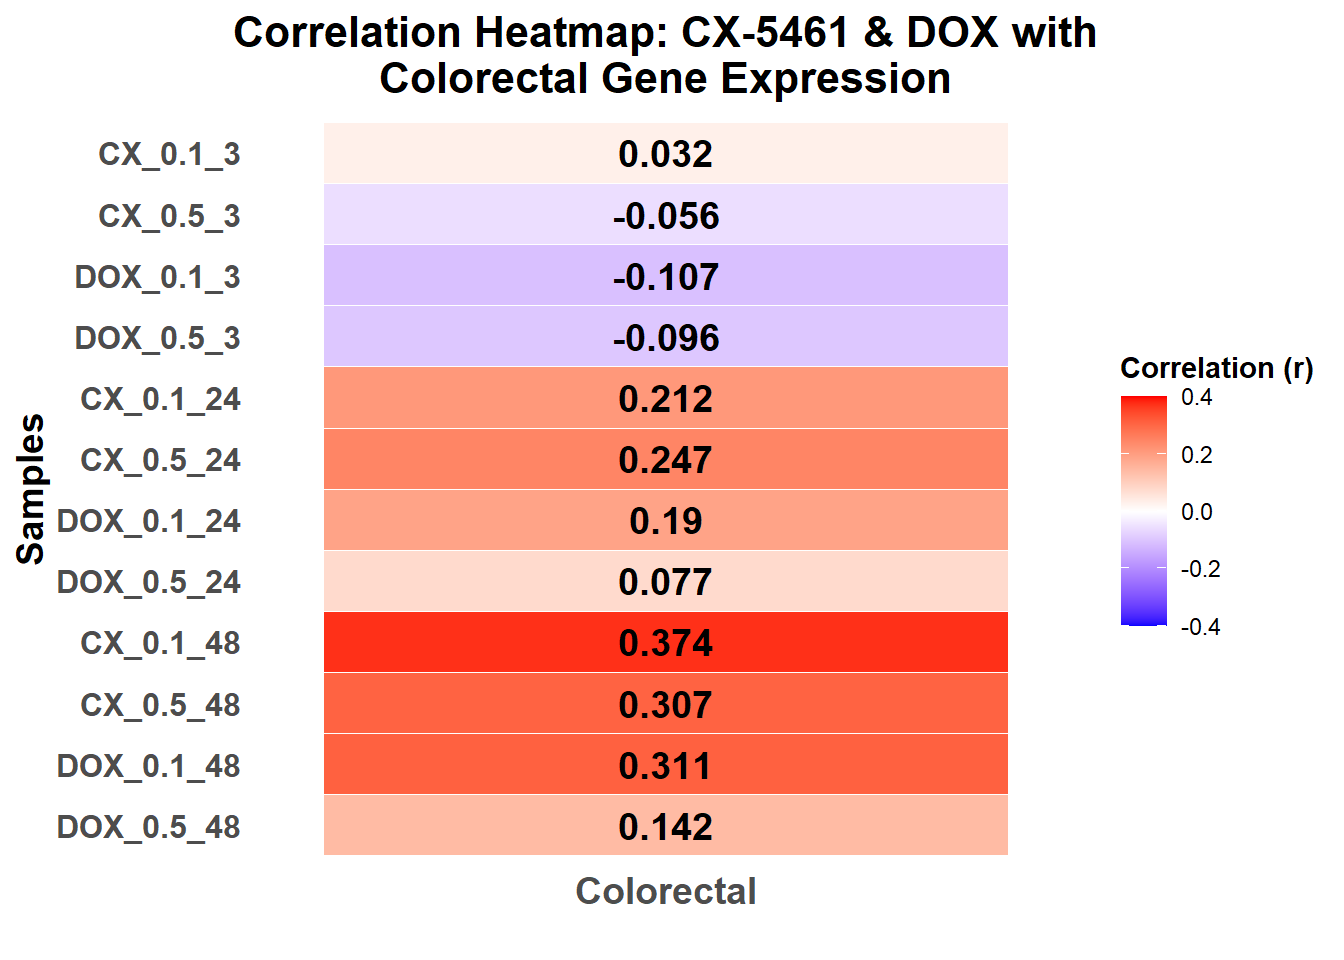 Correlation Heatmap: CX-5461 & DOX with
Colorectal Gene Expression
Samples
CX_0.1_3 0.032
CX_0.5_3 -0.056
DOX_0.1_3 -0.107
DOX_0.5_3 -0.096
CX_0.1_24 0.212
CX_0.5_24 0.247
DOX_0.1_24 0.19
DOX_0.5_24 0.077
CX_0.1_48 0.374
CX_0.5_48 0.307
DOX_0.1_48 0.311
DOX_0.5_48 0.142
Colorectal
Correlation (r)
0.4
0.2
0.0
-0.2
-0.4